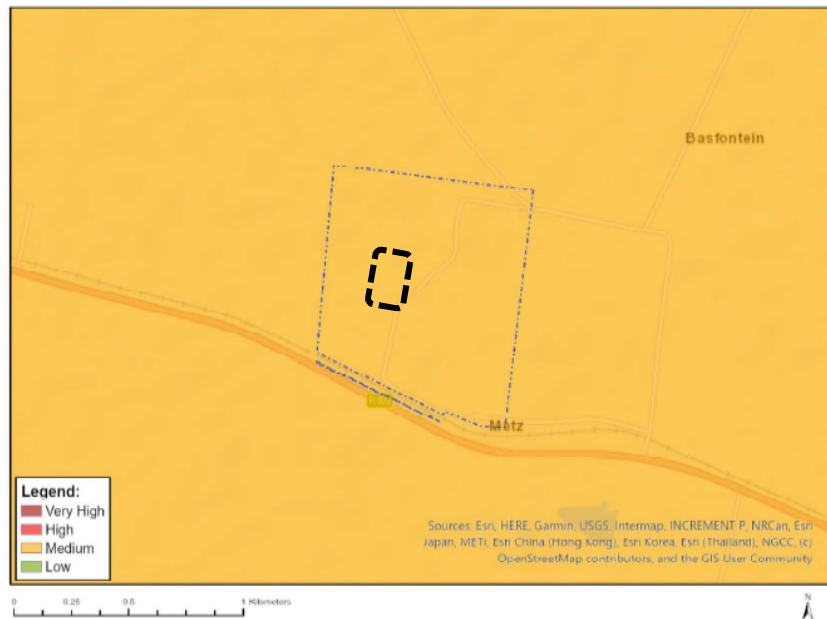 Basfontein
Metz
Legend:
Very High
High
Medium
Low
Sources: Esri, HERE, Garmin, USGS, Intermap, INCREMENT P, NRCan, Esri
Japan, METI, Esri China (Hong Kong), Esri Korea, Esri (Thailand), NGCC, (c)
OpenStreetMap contributors, and the GIS User Community
0 0.25 0.5 1 Kilometers
N